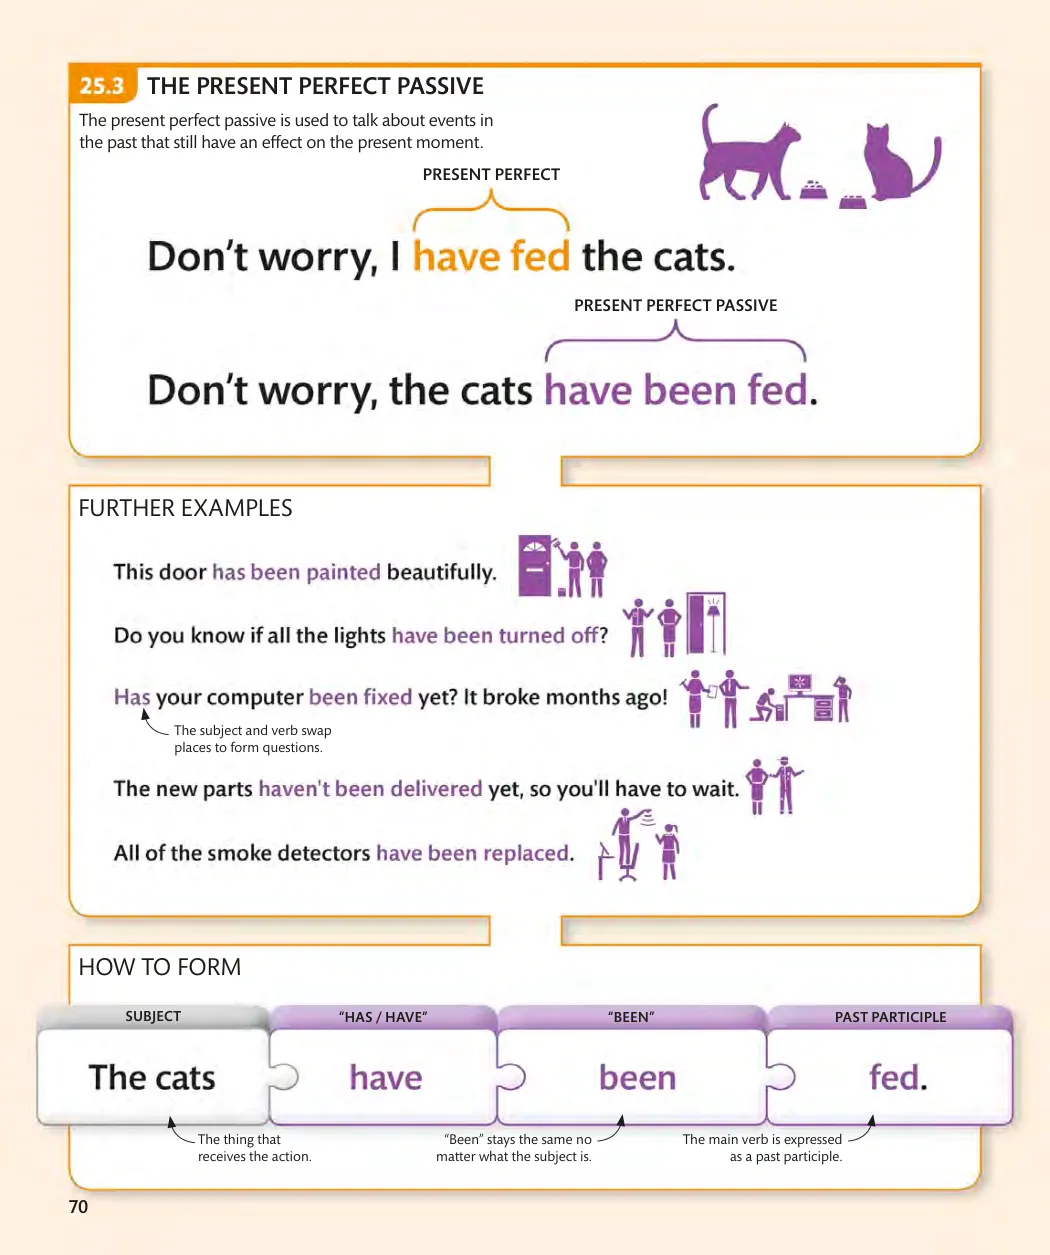 25.3 THE PRESENT PERFECT PASSIVE
The present perfect passive is used to talk about events in
the past that still have an effect on the present moment.
PRESENT PERFECT
Don't worry, I have fed the cats.
PRESENT PERFECT PASSIVE
Don't worry, the cats have been fed.
FURTHER EXAMPLES
This door has been painted beautifully.
Do you know if all the lights have been turned off?
Has your computer been fixed yet? It broke months ago!
The subject and verb swap
places to form questions.
The new parts haven't been delivered yet, so you'll have to wait.
All of the smoke detectors have been replaced.
HOW TO FORM
SUBJECT “HAS / HAVE” “BEEN” PAST PARTICIPLE
The cats have been fed.
The thing that
receives the action.
“Been” stays the same no
matter what the subject is.
The main verb is expressed
as a past participle.
70